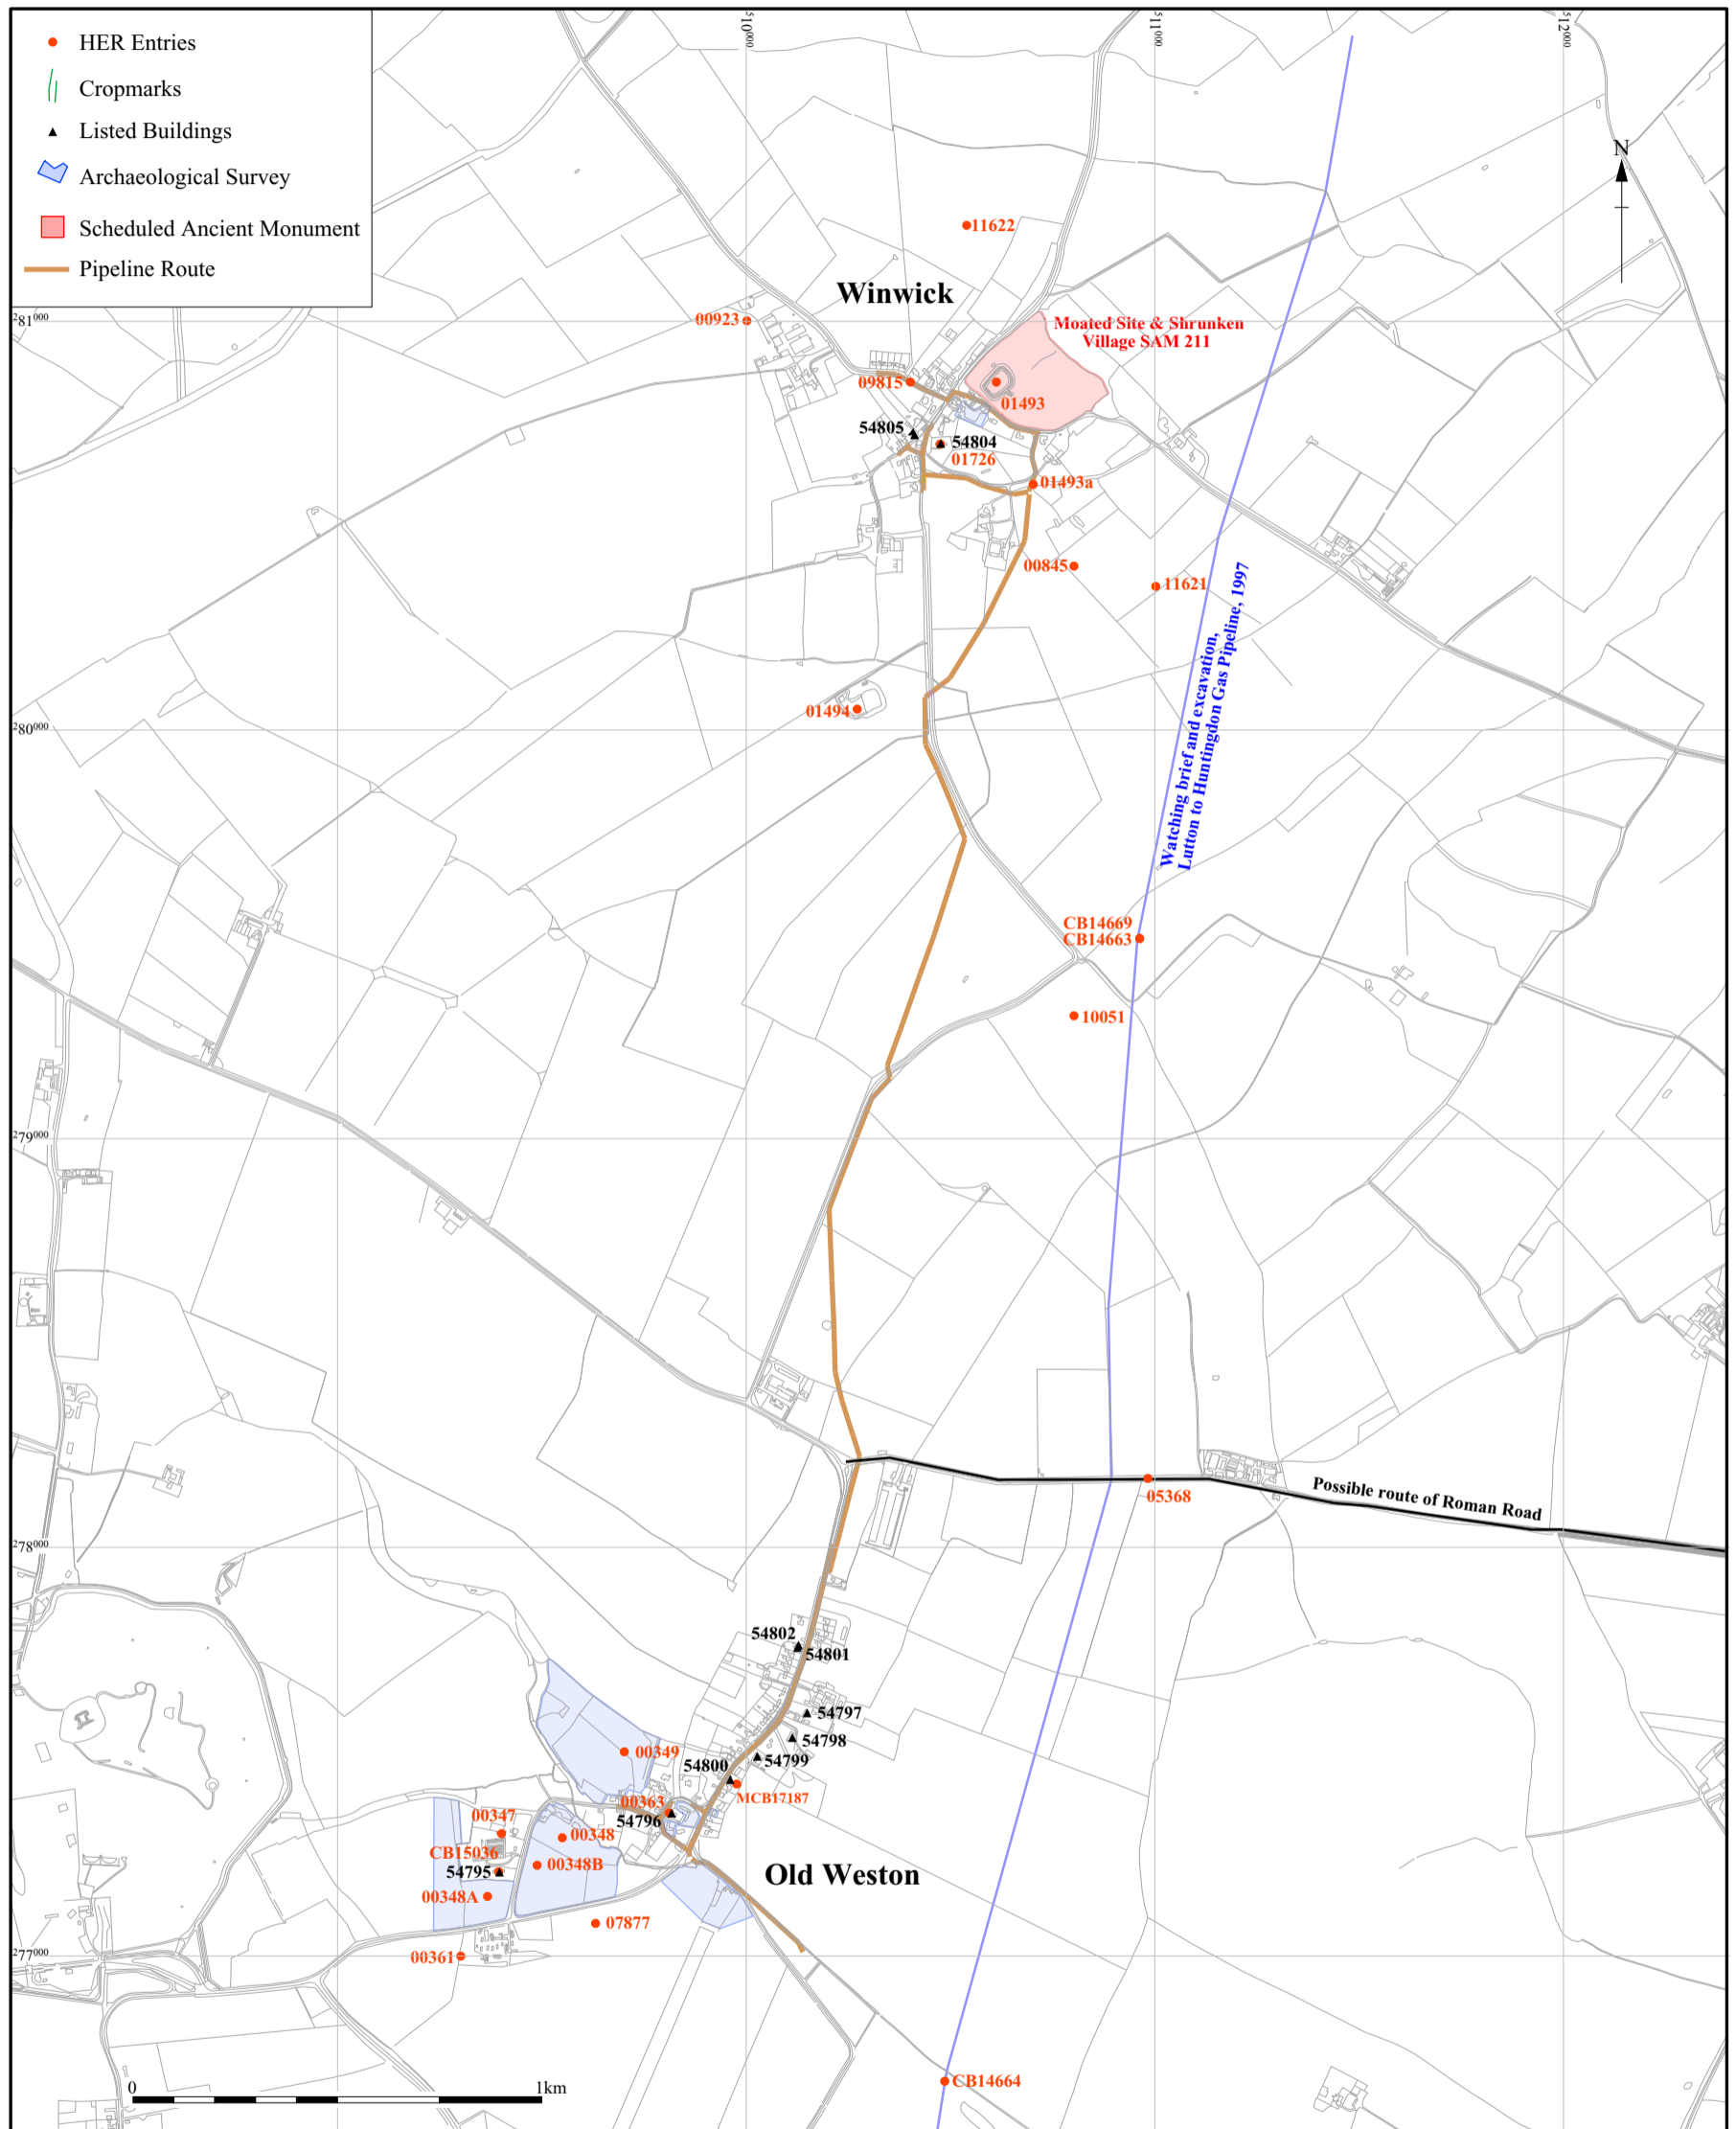 HER Entries
Cropmarks
Listed Buildings
Archaeological Survey
Scheduled Ancient Monument
Pipeline Route
510000
511000
512000
N
11622
Winwick
281000
00923
Moated Site & Shrunken
Village SAM 211
09815
01493
54805
54804
01726
01493a
00845
11621
Watching brief and excavation,
Lutton to Huntingdon Gas Pipeline, 1997
01494
280000
CB14669
CB14663
10051
279000
05368
Possible route of Roman Road
278000
54802
54801
54797
54798
00349
54799
54800
MCB17187
00363
54796
00347
00348
CB15036
54795
00348B
Old Weston
00348A
07877
00361
277000
CB14664
0
1km